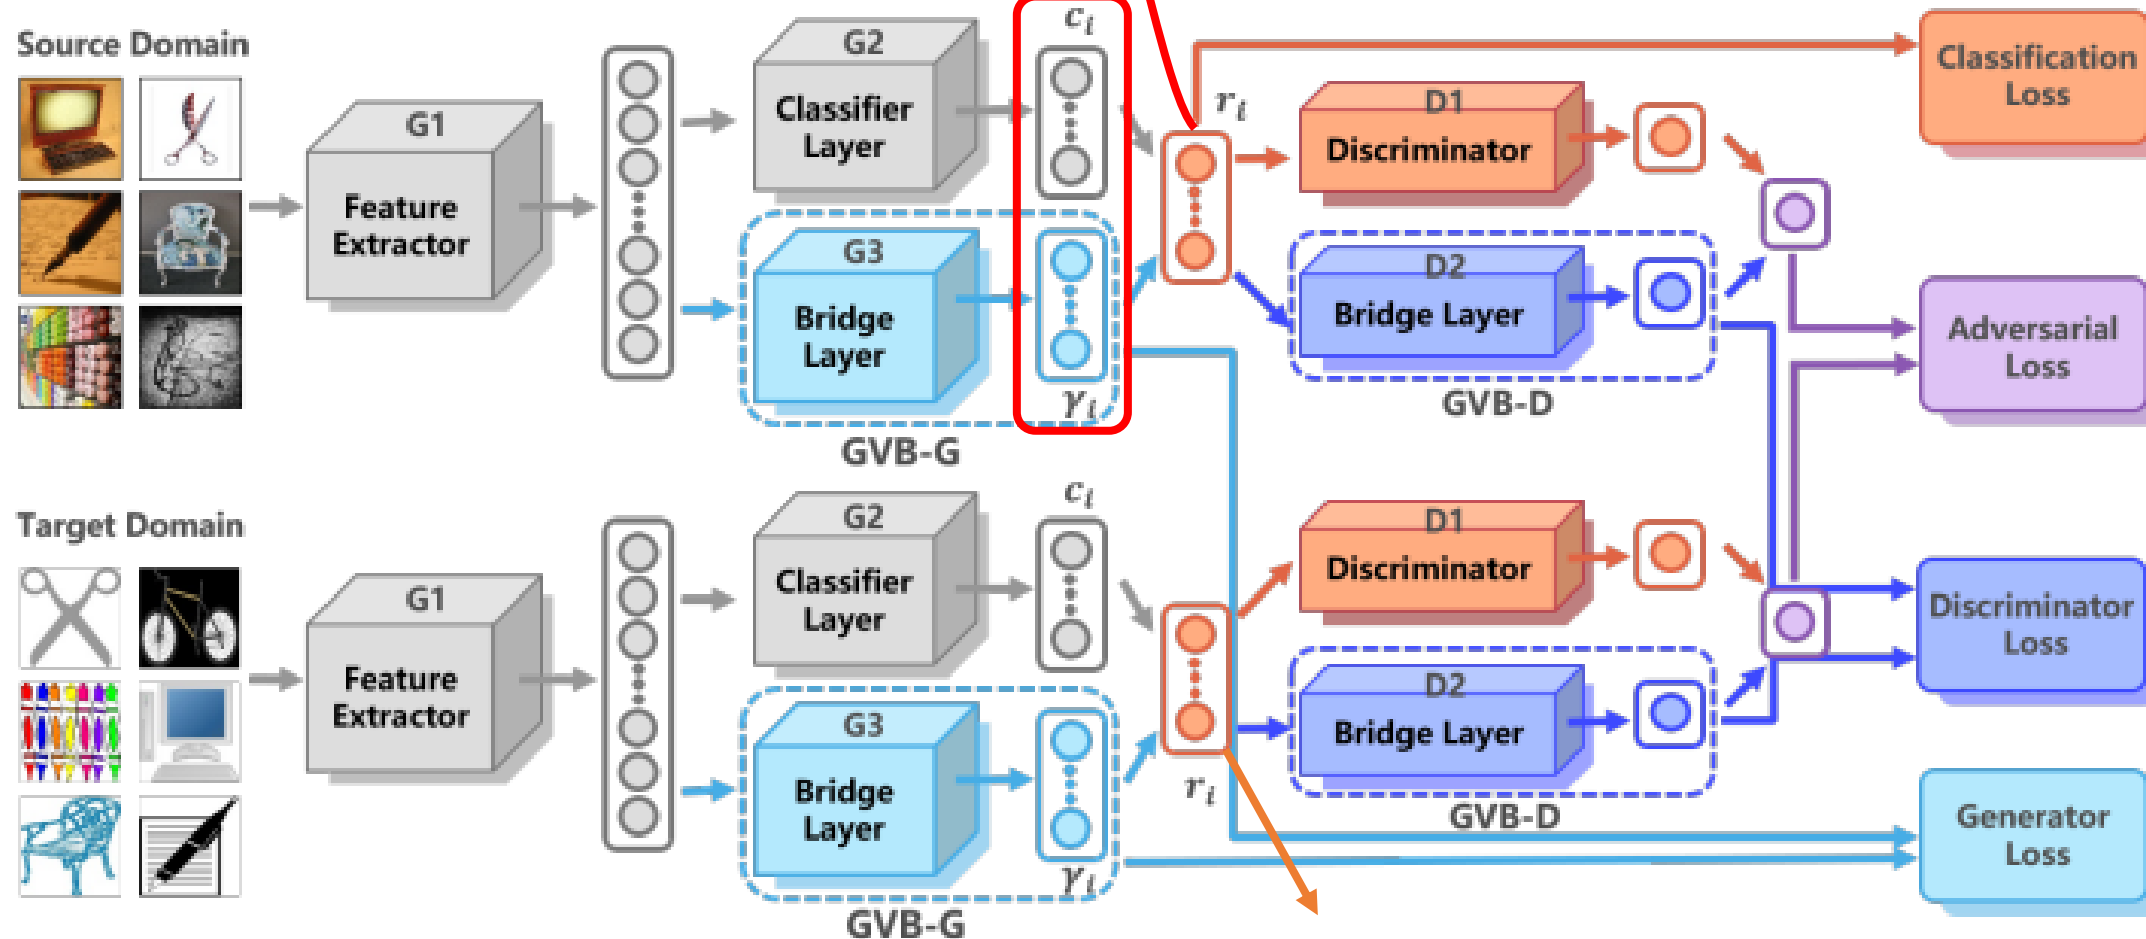 Source Domain
G1
Feature
Extractor
G2
Classifier
Layer
c_i
G3
Bridge
Layer
γ_i
GVB-G
r_i
D1
Discriminator
D2
Bridge Layer
GVB-D
Classification
Loss
Adversarial
Loss
Target Domain
G1
Feature
Extractor
G2
Classifier
Layer
c_i
G3
Bridge
Layer
γ_i
GVB-G
r_i
D1
Discriminator
D2
Bridge Layer
GVB-D
Discriminator
Loss
Generator
Loss